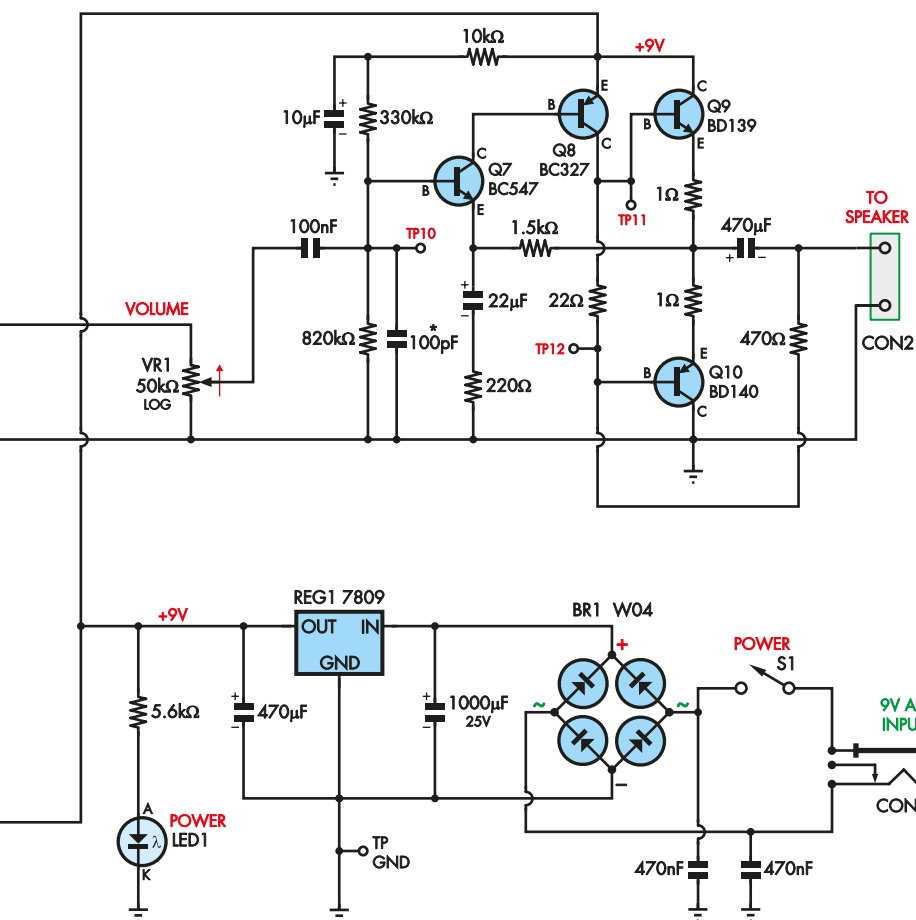 10kΩ
+9V
10µF
+
−
330kΩ
C
B
E
Q7
BC547
B
E
C
Q8
BC327
C
B
E
Q9
BD139
TP11
1Ω
TO
SPEAKER
100nF
TP10
1.5kΩ
470µF
+
−
VOLUME
+
−
22µF
22Ω
1Ω
VR1
50kΩ
LOG
820kΩ
*
100pF
TP12
470Ω
CON2
220Ω
E
B
C
Q10
BD140
REG1 7809
BR1 W04
+9V
OUT
IN
GND
+
POWER
S1
5.6kΩ
+
−
470µF
+
−
1000µF
25V
~
~
−
9V A
INPU
CON
A
POWER
LED1
λ
K
TP
GND
470nF
470nF